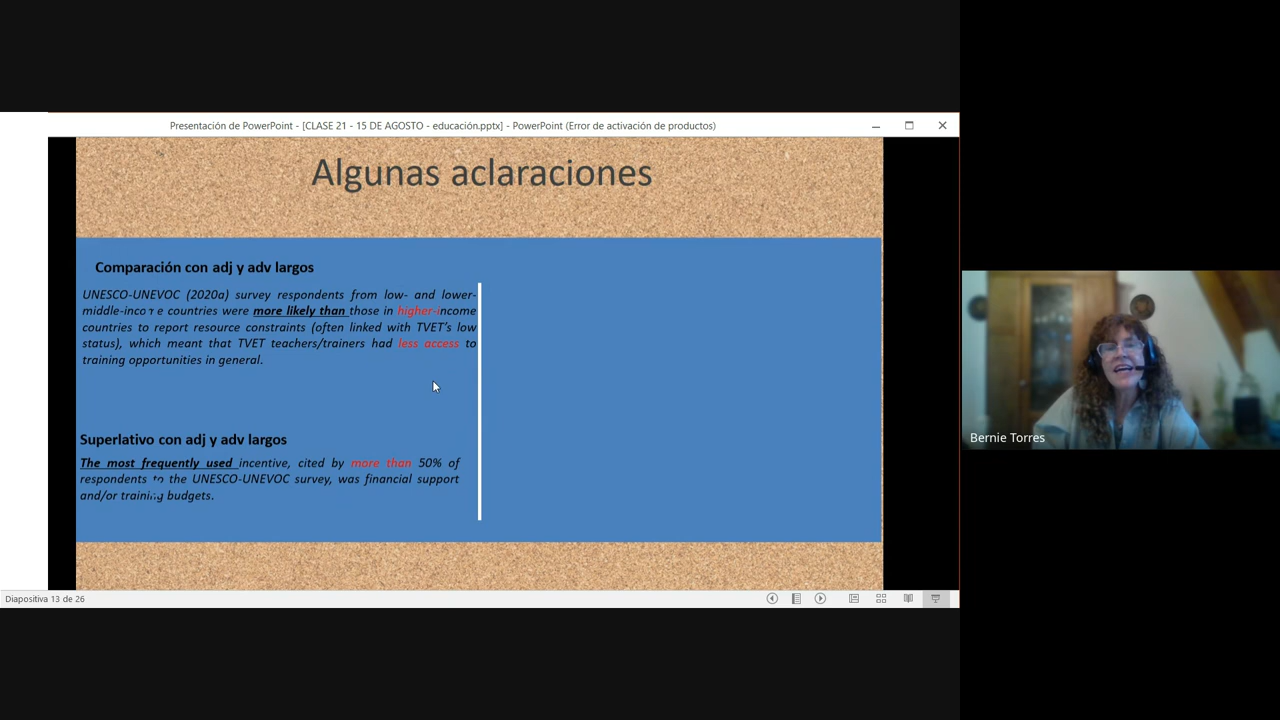 Presentación de PowerPoint - [CLASE 21 - 15 DE AGOSTO - educación.pptx] - PowerPoint (Error de activación de productos)
Algunas aclaraciones
Comparación con adj y adv largos
UNESCO-UNEVOC (2020a) survey respondents from low- and lower-
middle-income countries were more likely than those in higher-income
countries to report resource constraints (often linked with TVET's low
status), which meant that TVET teachers/trainers had less access to
training opportunities in general.
Superlativo con adj y adv largos
The most frequently used incentive, cited by more than 50% of
respondents to the UNESCO-UNEVOC survey, was financial support
and/or training budgets.
Bernie Torres
Diapositiva 13 de 26